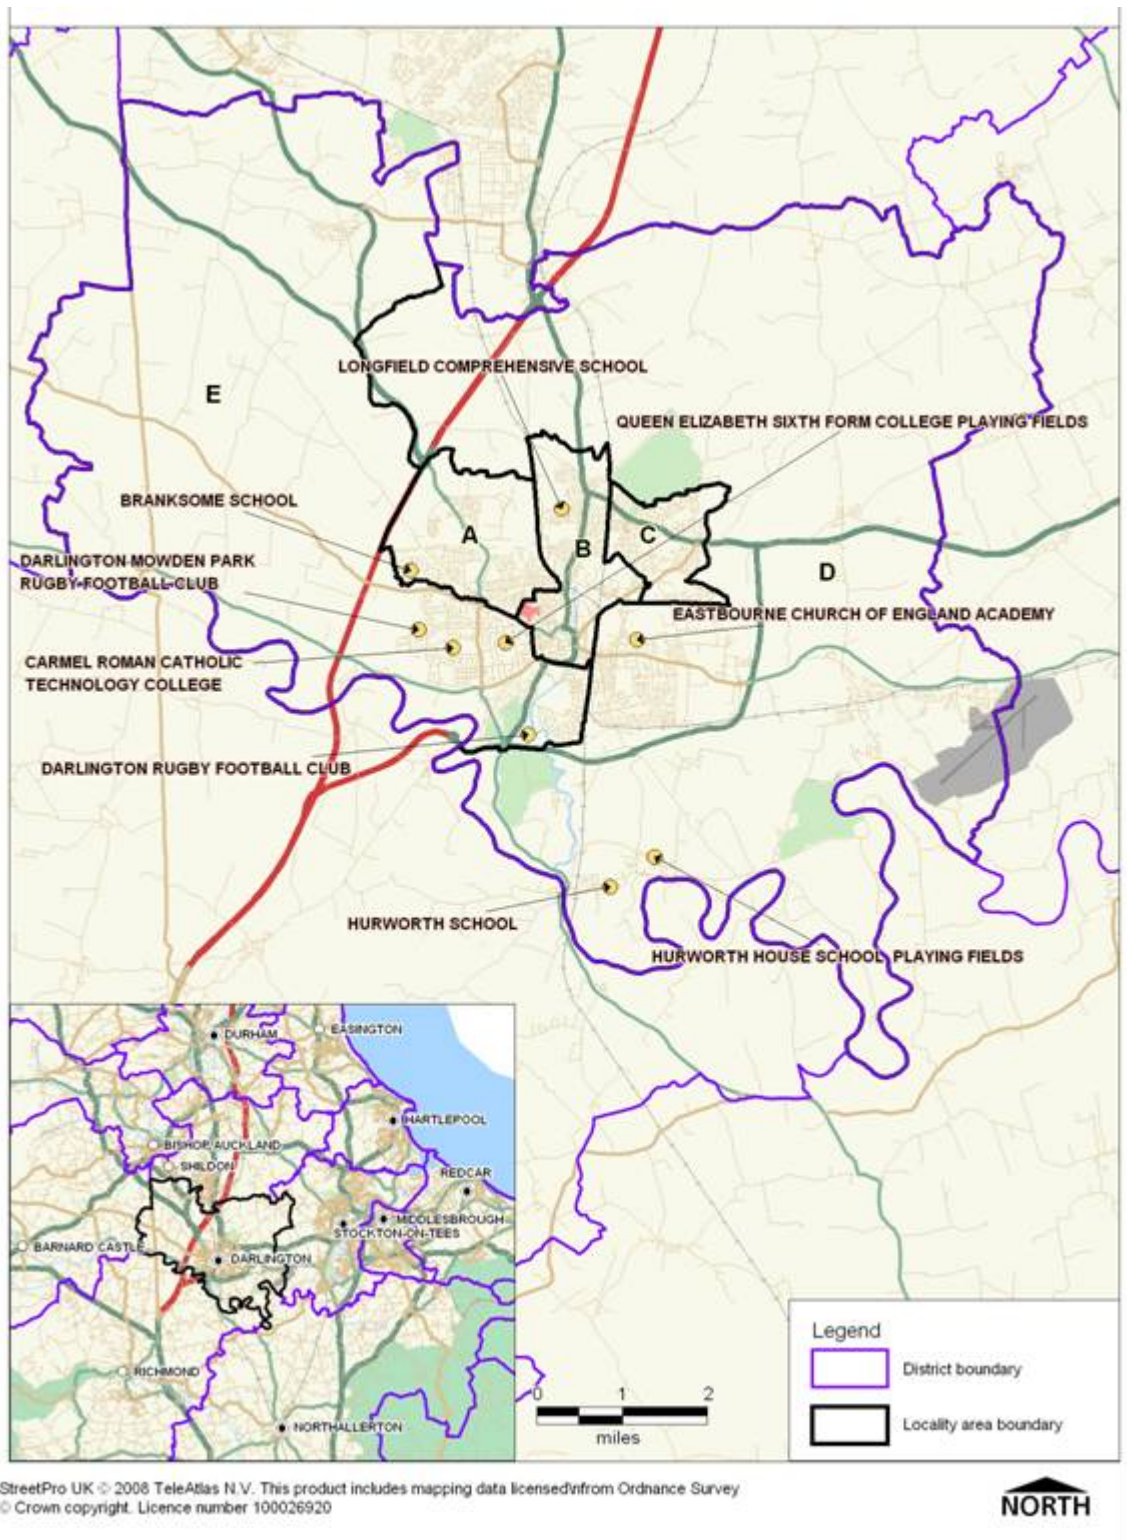 LONGFIELD COMPREHENSIVE SCHOOL
E
QUEEN ELIZABETH SIXTH FORM COLLEGE PLAYING FIELDS
BRANKSOME SCHOOL
A
B
C
DARLINGTON MOWDEN PARK
RUGBY FOOTBALL CLUB
D
EASTBOURNE CHURCH OF ENGLAND ACADEMY
CARMEL ROMAN CATHOLIC
TECHNOLOGY COLLEGE
DARLINGTON RUGBY FOOTBALL CLUB
HURWORTH SCHOOL
HURWORTH HOUSE SCHOOL PLAYING FIELDS
DURHAM
EASINGTON
HARTLEPOOL
BISHOP AUCKLAND
SHILDON
REDCAR
MIDDLESBROUGH
STOCKTON-ON-TEES
BARNARD CASTLE
DARLINGTON
RICHMOND
NORTHALLERTON
0 1 2
miles
Legend
District boundary
Locality area boundary
StreetPro UK © 2008 TeleAtlas N.V. This product includes mapping data licensed\nfrom Ordnance Survey
© Crown copyright. Licence number 100026920
NORTH